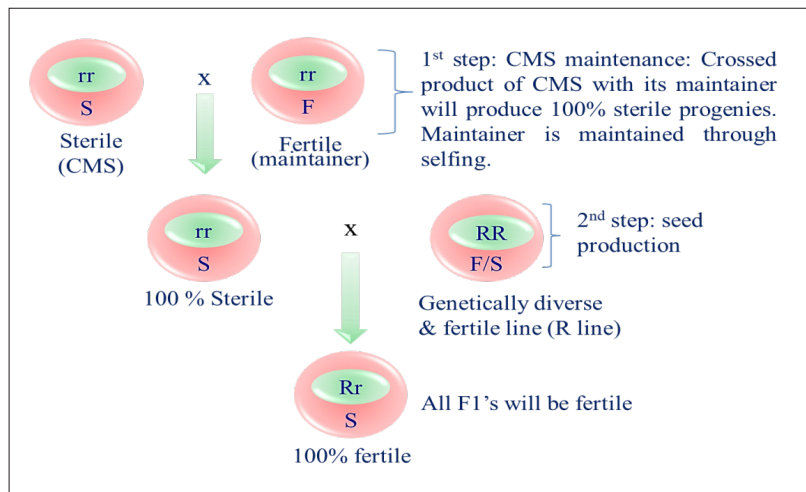 rr
S
x
rr
F
Sterile
(CMS)
Fertile
(maintainer)
1st step: CMS maintenance: Crossed
product of CMS with its maintainer
will produce 100% sterile progenies.
Maintainer is maintained through
selfing.
rr
S
x
RR
F/S
2nd step: seed
production
100 % Sterile
Genetically diverse
& fertile line (R line)
Rr
S
All F1’s will be fertile
100% fertile